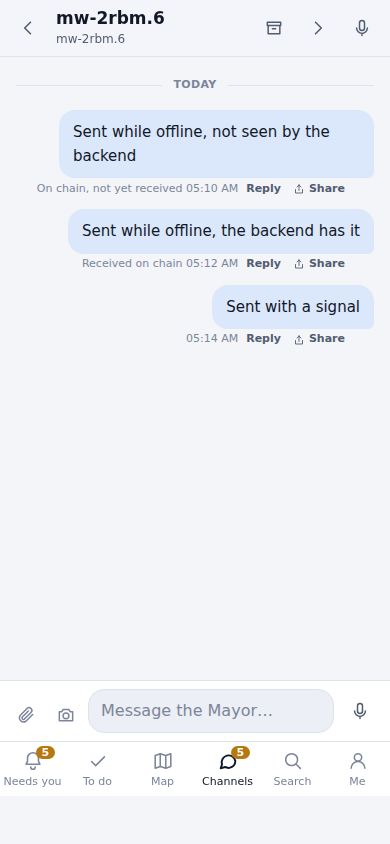 mw-2rbm.6
mw-2rbm.6
TODAY
Sent while offline, not seen by the
backend
On chain, not yet received 05:10 AM Reply Share
Sent while offline, the backend has it
Received on chain 05:12 AM Reply Share
Sent with a signal
05:14 AM Reply Share
Message the Mayor…
5 5
Needs you To do Map Channels Search Me